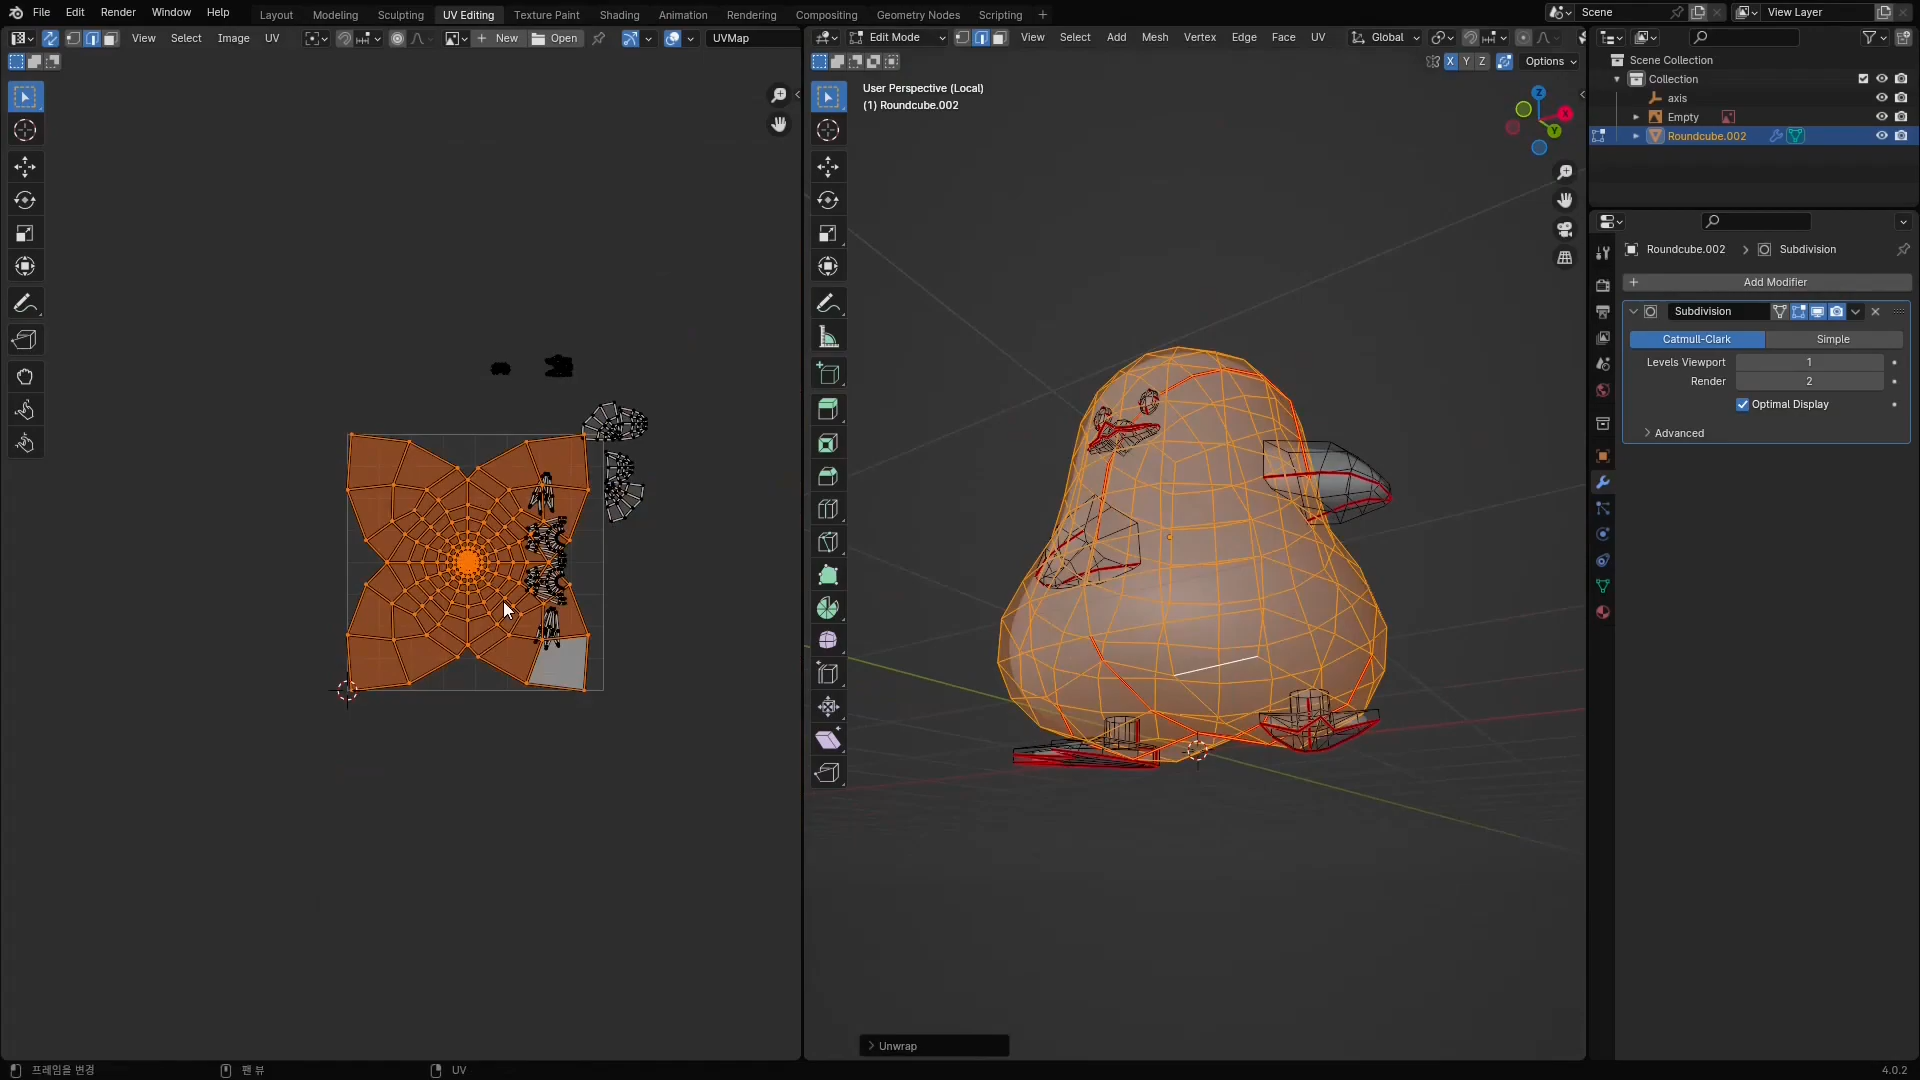 File Edit Render Window Help
Layout Modeling Sculpting UV Editing Texture Paint Shading Animation Rendering Compositing Geometry Nodes Scripting
Scene
View Layer
View Select Image UV
New
Open
UVMap
Edit Mode
View Select Add Mesh Vertex Edge Face UV
Global
X Y Z
Options
User Perspective (Local)
(1) Roundcube.002
Z
X
Y
Scene Collection
Collection
axis
Empty
Roundcube.002
Roundcube.002
Subdivision
Add Modifier
Subdivision
Catmull-Clark
Simple
Levels Viewport
1
Render
2
Optimal Display
Advanced
Unwrap
프레임을 변경
팬 뷰
UV
4.0.2